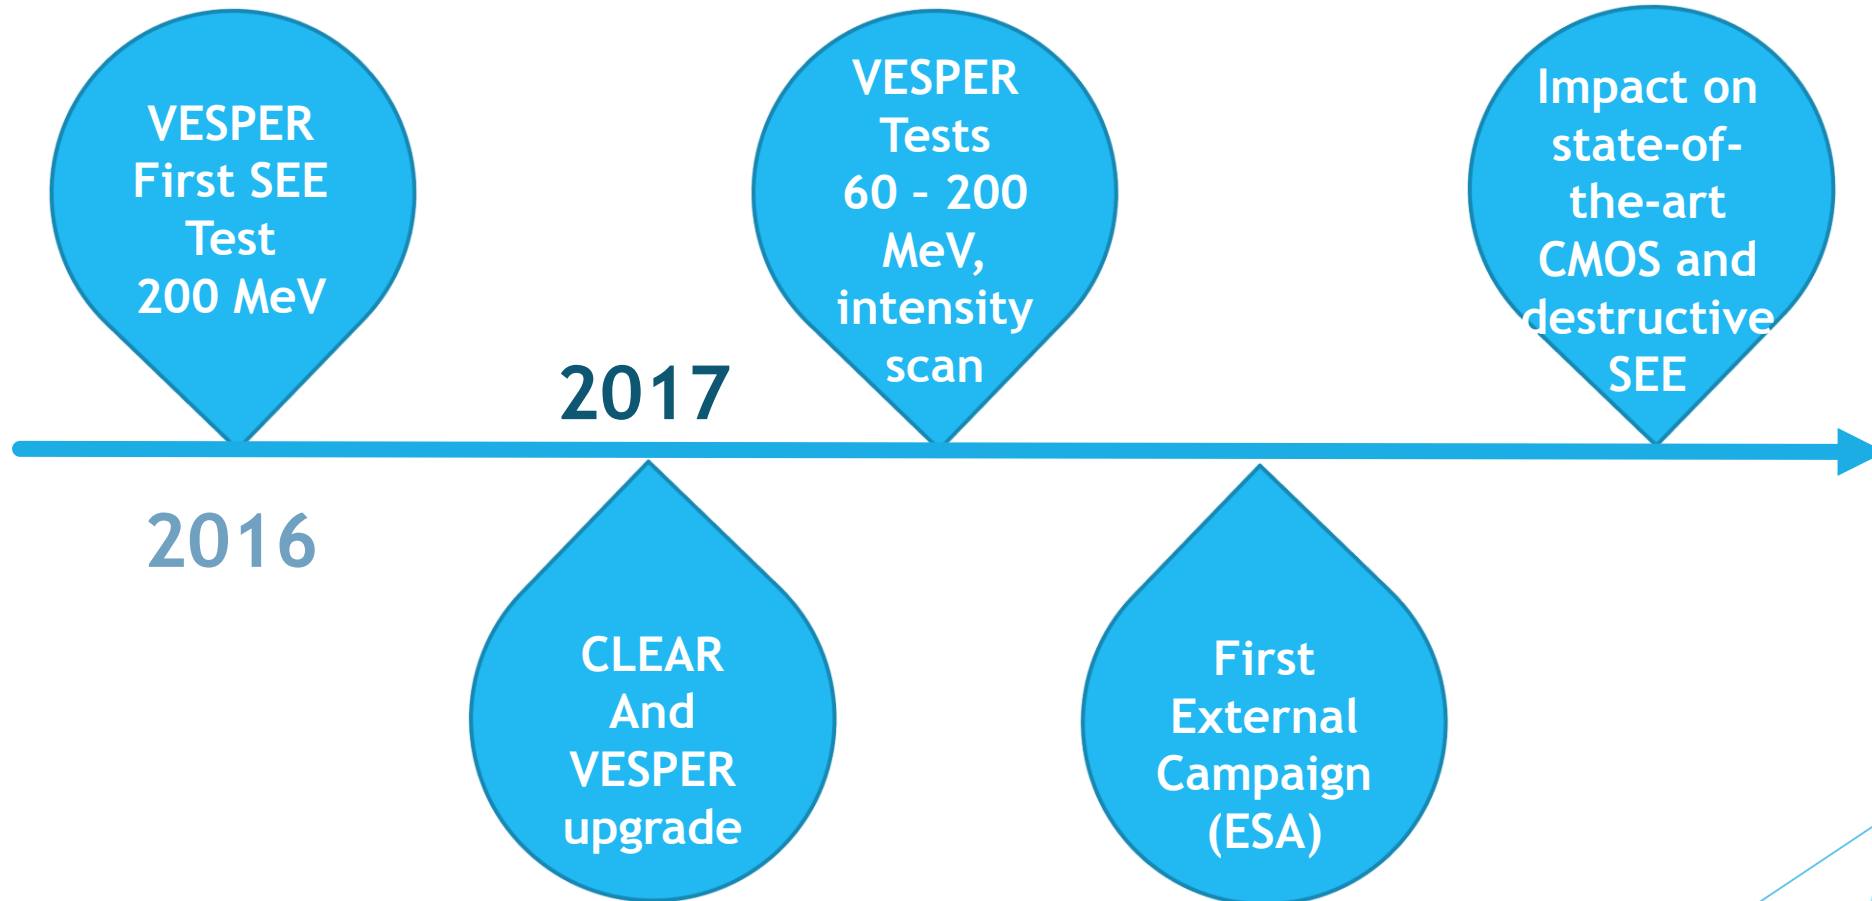 VESPER
First SEE
Test
200 MeV
2016
CLEAR
And
VESPER
upgrade
2017
VESPER
Tests
60 – 200
MeV,
intensity
scan
First
External
Campaign
(ESA)
Impact on
state-of-
the-art
CMOS and
destructive
SEE